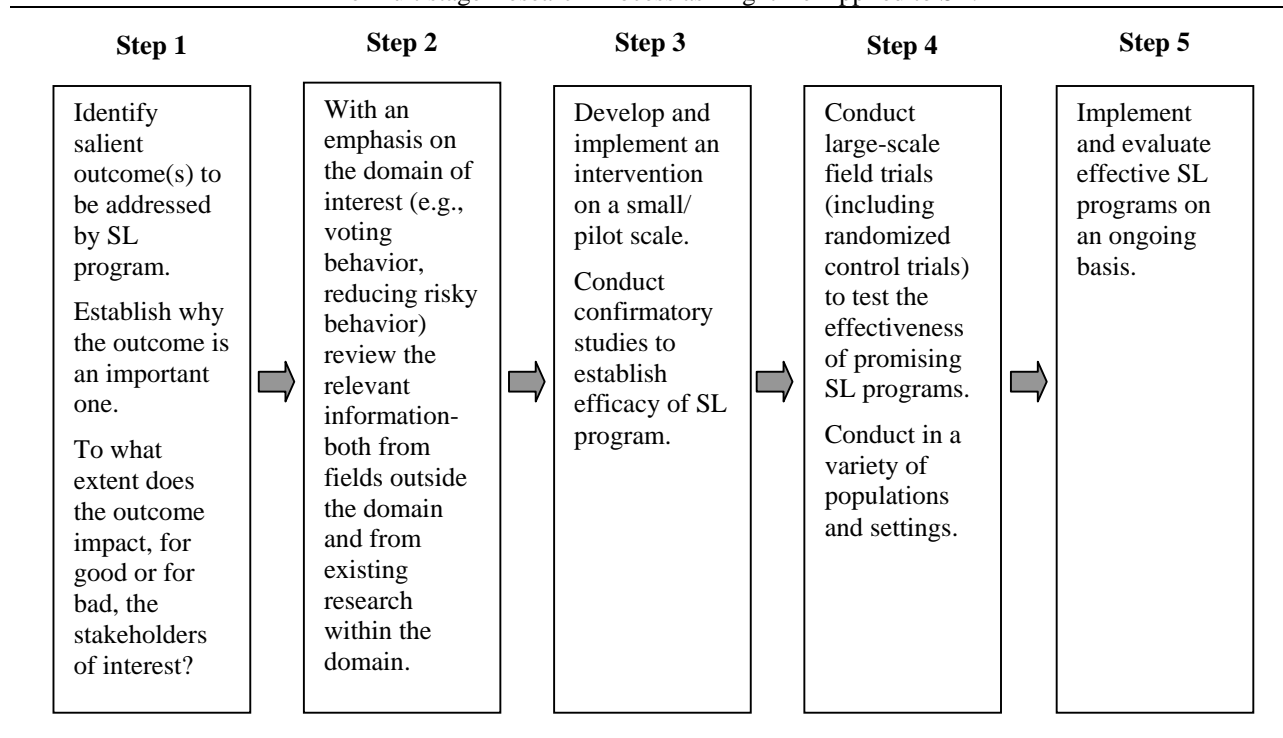 Step 1
Step 2
Step 3
Step 4
Step 5
Identify
salient
outcome(s) to
be addressed
by SL
program.
Establish why
the outcome is
an important
one.
To what
extent does
the outcome
impact, for
good or for
bad, the
stakeholders
of interest?
With an
emphasis on
the domain of
interest (e.g.,
voting
behavior,
reducing risky
behavior)
review the
relevant
information-
both from
fields outside
the domain
and from
existing
research
within the
domain.
Develop and
implement an
intervention
on a small/
pilot scale.
Conduct
confirmatory
studies to
establish
efficacy of SL
program.
Conduct
large-scale
field trials
(including
randomized
control trials)
to test the
effectiveness
of promising
SL programs.
Conduct in a
variety of
populations
and settings.
Implement
and evaluate
effective SL
programs on
an ongoing
basis.